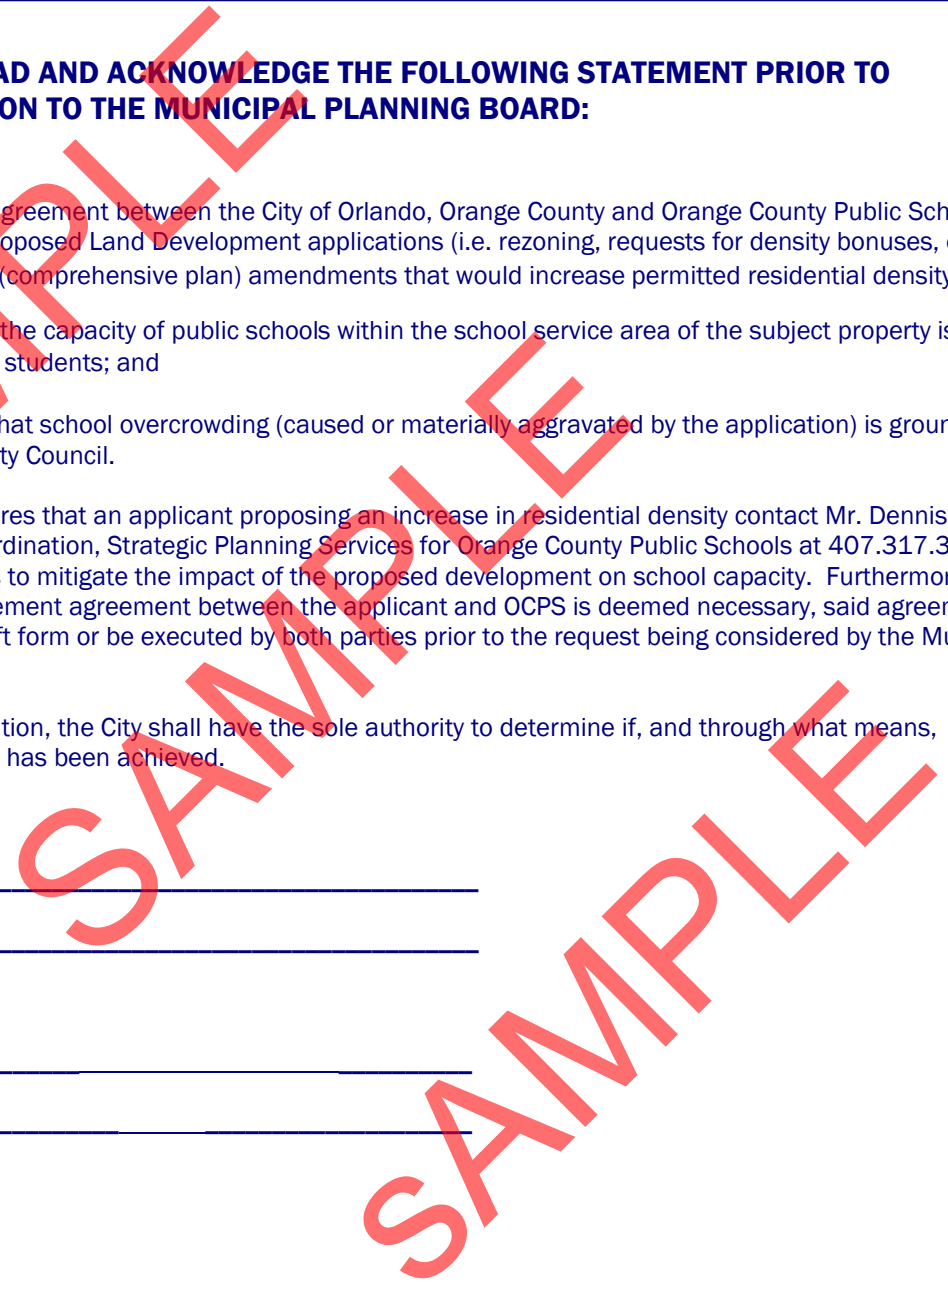 AD AND ACKNOWLEDGE THE FOLLOWING STATEMENT PRIOR TO
ON TO THE MUNICIPAL PLANNING BOARD:
greement between the City of Orlando, Orange County and Orange County Public Sch
oposed Land Development applications (i.e. rezoning, requests for density bonuses,
(comprehensive plan) amendments that would increase permitted residential density
the capacity of public schools within the school service area of the subject property is
students; and
hat school overcrowding (caused or materially aggravated by the application) is groun
ty Council.
res that an applicant proposing an increase in residential density contact Mr. Dennis
rdination, Strategic Planning Services for Orange County Public Schools at 407.317.3
s to mitigate the impact of the proposed development on school capacity. Furthermor
ement agreement between the applicant and OCPS is deemed necessary, said agreem
ft form or be executed by both parties prior to the request being considered by the Mu
tion, the City shall have the sole authority to determine if, and through what means,
has been achieved.
SAMPLE
SAMPLE
MPLE